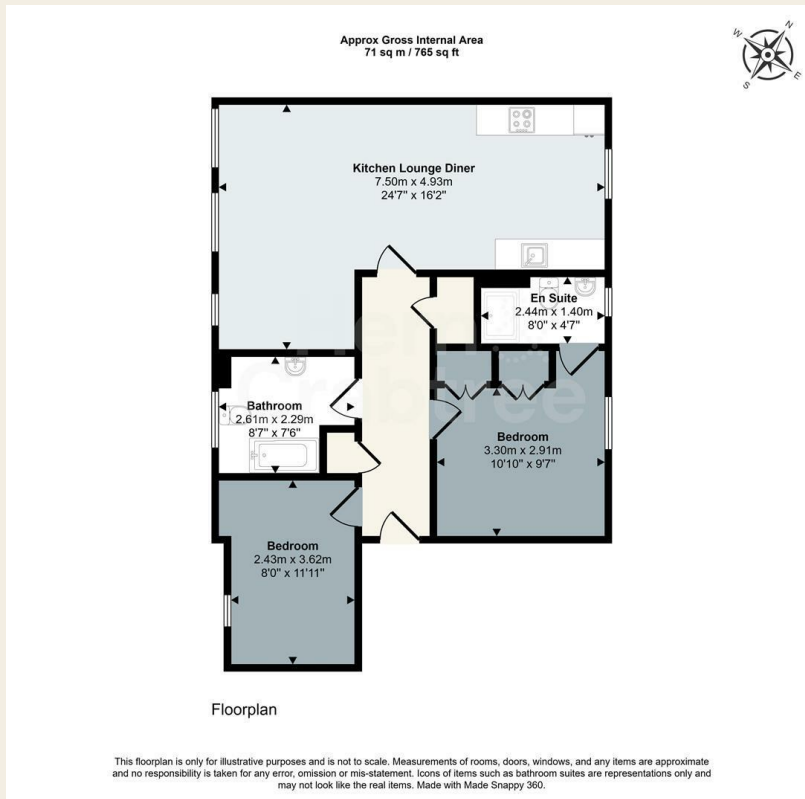 Approx Gross Internal Area
71 sq m / 765 sq ft
N
W
E
S
Kitchen Lounge Diner
7.50m x 4.93m
24'7" x 16'2"
En Suite
2.44m x 1.40m
8'0" x 4'7"
Bathroom
2.61m x 2.29m
8'7" x 7'6"
Bedroom
3.30m x 2.91m
10'10" x 9'7"
Bedroom
2.43m x 3.62m
8'0" x 11'11"
Floorplan
This floorplan is only for illustrative purposes and is not to scale. Measurements of rooms, doors, windows, and any items are approximate
and no responsibility is taken for any error, omission or mis-statement. Icons of items such as bathroom suites are representations only and
may not look like the real items. Made with Made Snappy 360.